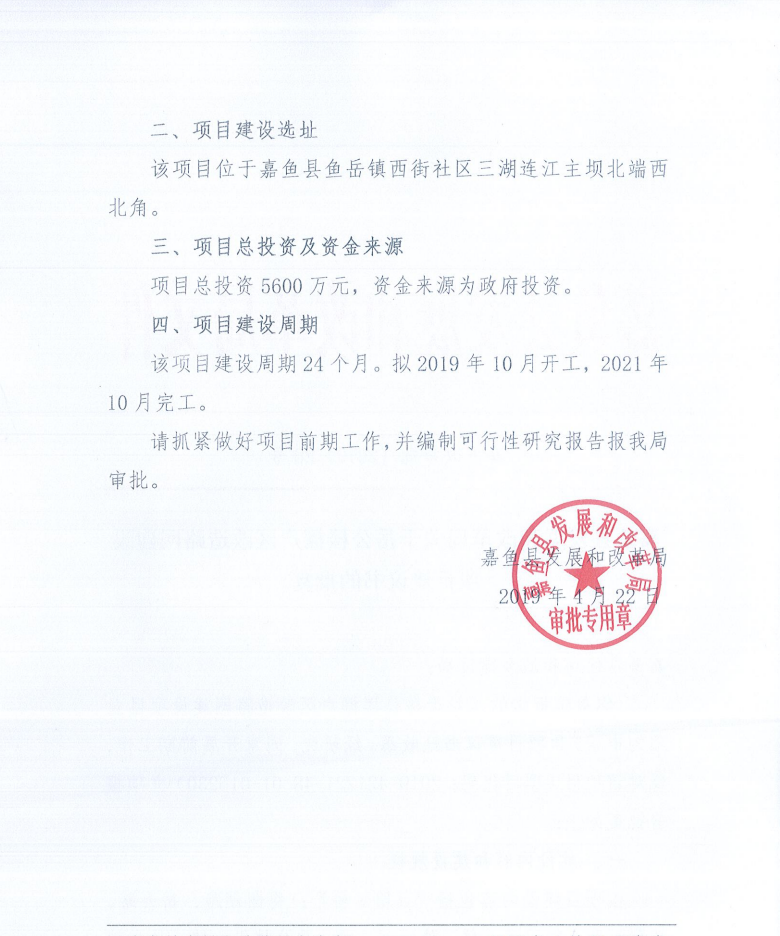 二、项目建设选址
该项目位于嘉鱼县鱼岳镇西街社区三湖连江主坝北端西
北角。
三、项目总投资及资金来源
项目总投资 5600 万元，资金来源为政府投资。
四、项目建设周期
该项目建设周期 24 个月。拟 2019 年 10 月开工，2021 年
10 月完工。
请抓紧做好项目前期工作,并编制可行性研究报告报我局
审批。
嘉鱼县发展和改革局
2019 年 4 月 22 日
嘉鱼县发展和改革局
审批专用章